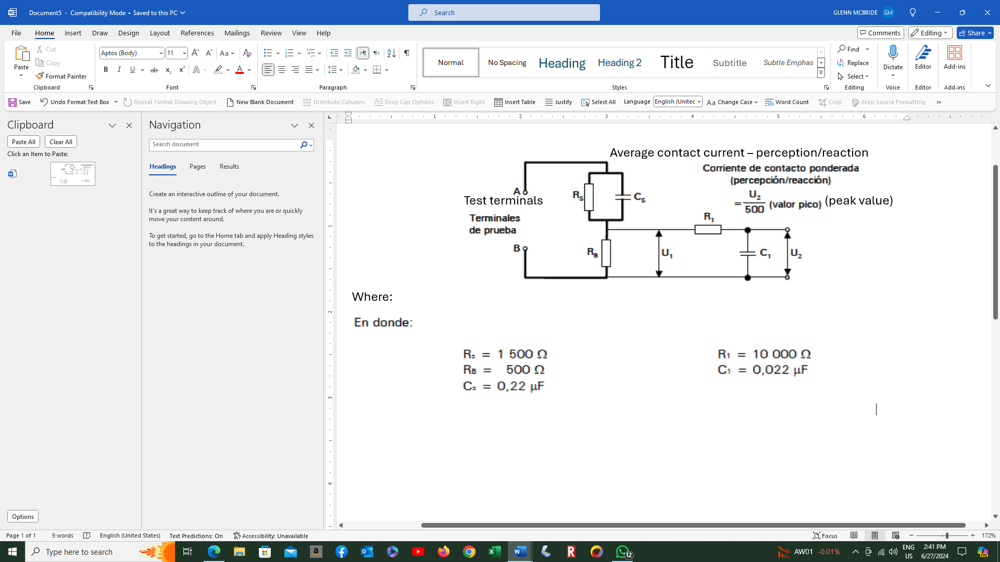 Document5 - Compatibility Mode • Saved to this PC
Search
GLENN MCBRIDE GM
File Home Insert Draw Design Layout References Mailings Review View Help
Comments Editing Share
Paste
Cut
Copy
Format Painter
Clipboard
Aptos (Body) 11
Font
Paragraph
Normal No Spacing Heading Heading 2 Title Subtitle Subtle Emphas
Styles
Find
Replace
Select
Editing
Dictate
Voice
Editor
Editor
Add-ins
Add-ins
Save Undo Format Text Box Repeat Format Drawing Object New Blank Document Distribute Columns Drop Cap Options Insert Right Insert Table Justify Select All Language English (Unitec Change Case Word Count Crop Keep Source Formatting
Clipboard
Paste All Clear All
Click an Item to Paste:
Options
Navigation
Search document
Headings Pages Results
Create an interactive outline of your document.
It's a great way to keep track of where you are or quickly
move your content around.
To get started, go to the Home tab and apply Heading styles
to the headings in your document.
1 2 3 4 5 6
1
2
3
4
Average contact current – perception/reaction
Corriente de contacto ponderada
(percepción/reacción)
= U₂ / 500 (valor pico) (peak value)
A
Test terminals
Terminales
de prueba
B
Rs
Cs
R₁
RB
U₁
C₁
U₂
Where:
En donde:
Rs = 1 500 Ω
RB = 500 Ω
Cs = 0,22 µF
R1 = 10 000 Ω
C1 = 0,022 µF
Page 1 of 1 9 words English (United States) Text Predictions: On Accessibility: Unavailable
Focus 172%
Type here to search
12
AW01 -0.01%
ENG
US
2:41 PM
6/27/2024